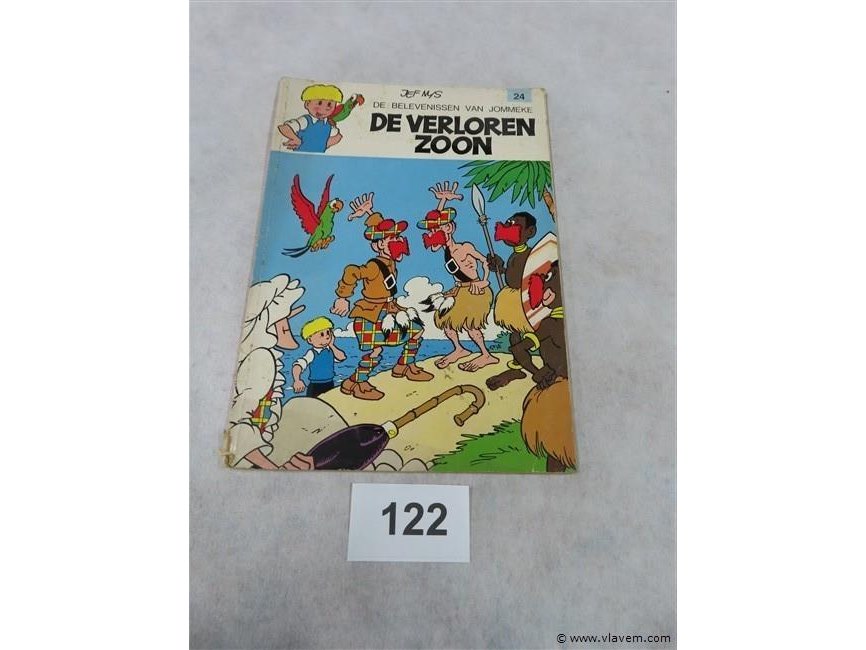 JEF NYS
24
DE BELEVENISSEN VAN JOMMEKE
DE VERLOREN
ZOON
122
© www.vlavem.com